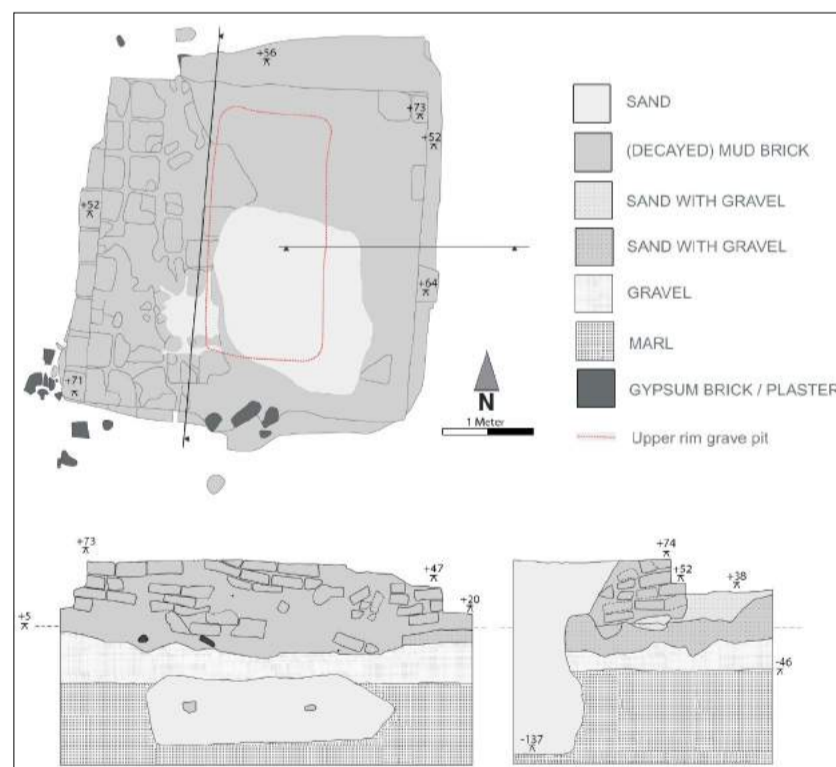 +56
+73
+52
+52
+64
+71
N
1 Meter
SAND
(DECAYED) MUD BRICK
SAND WITH GRAVEL
SAND WITH GRAVEL
GRAVEL
MARL
GYPSUM BRICK / PLASTER
Upper rim grave pit
+73
+47
+20
+5
+74
+52
+38
-46
-137